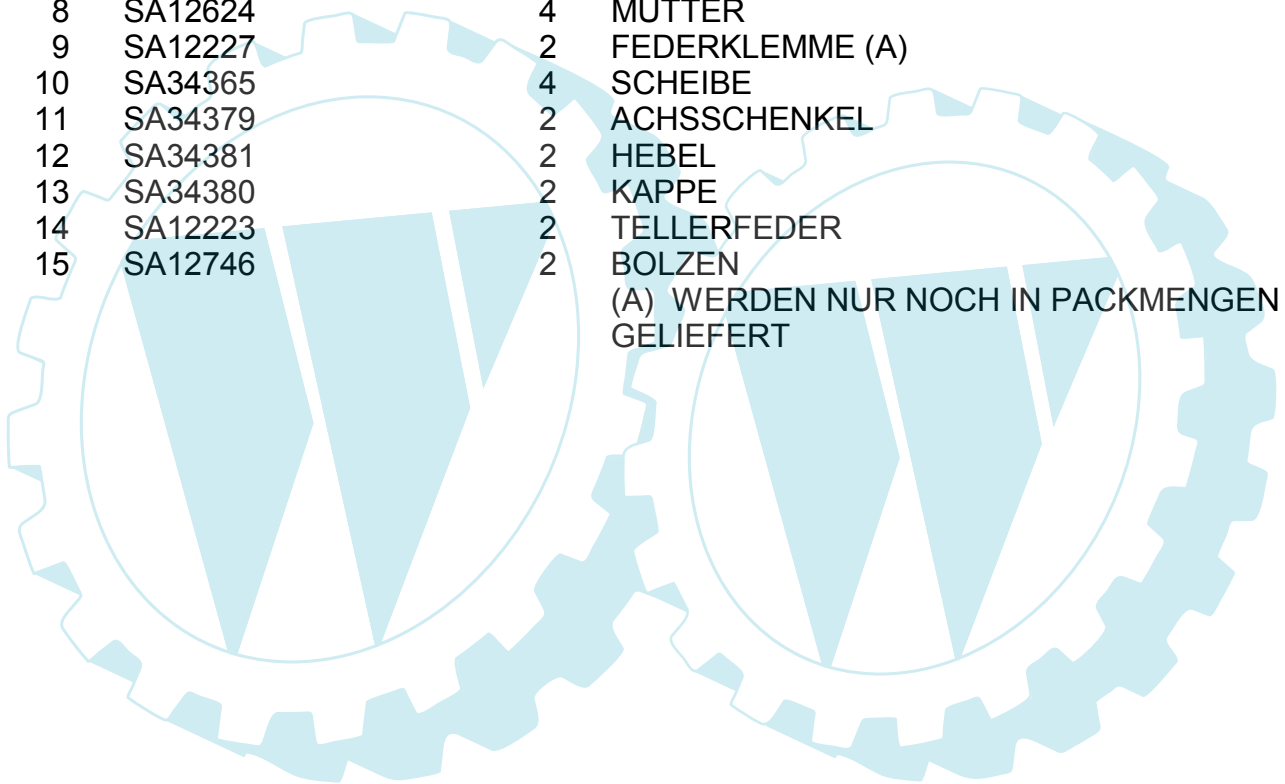 8 SA12624 4 MUTTER
9 SA12227 2 FEDERKLEMME (A)
10 SA34365 4 SCHEIBE
11 SA34379 2 ACHSSCHENKEL
12 SA34381 2 HEBEL
13 SA34380 2 KAPPE
14 SA12223 2 TELLERFEDER
15 SA12746 2 BOLZEN
(A) WERDEN NUR NOCH IN PACKMENGEN
GELIEFERT